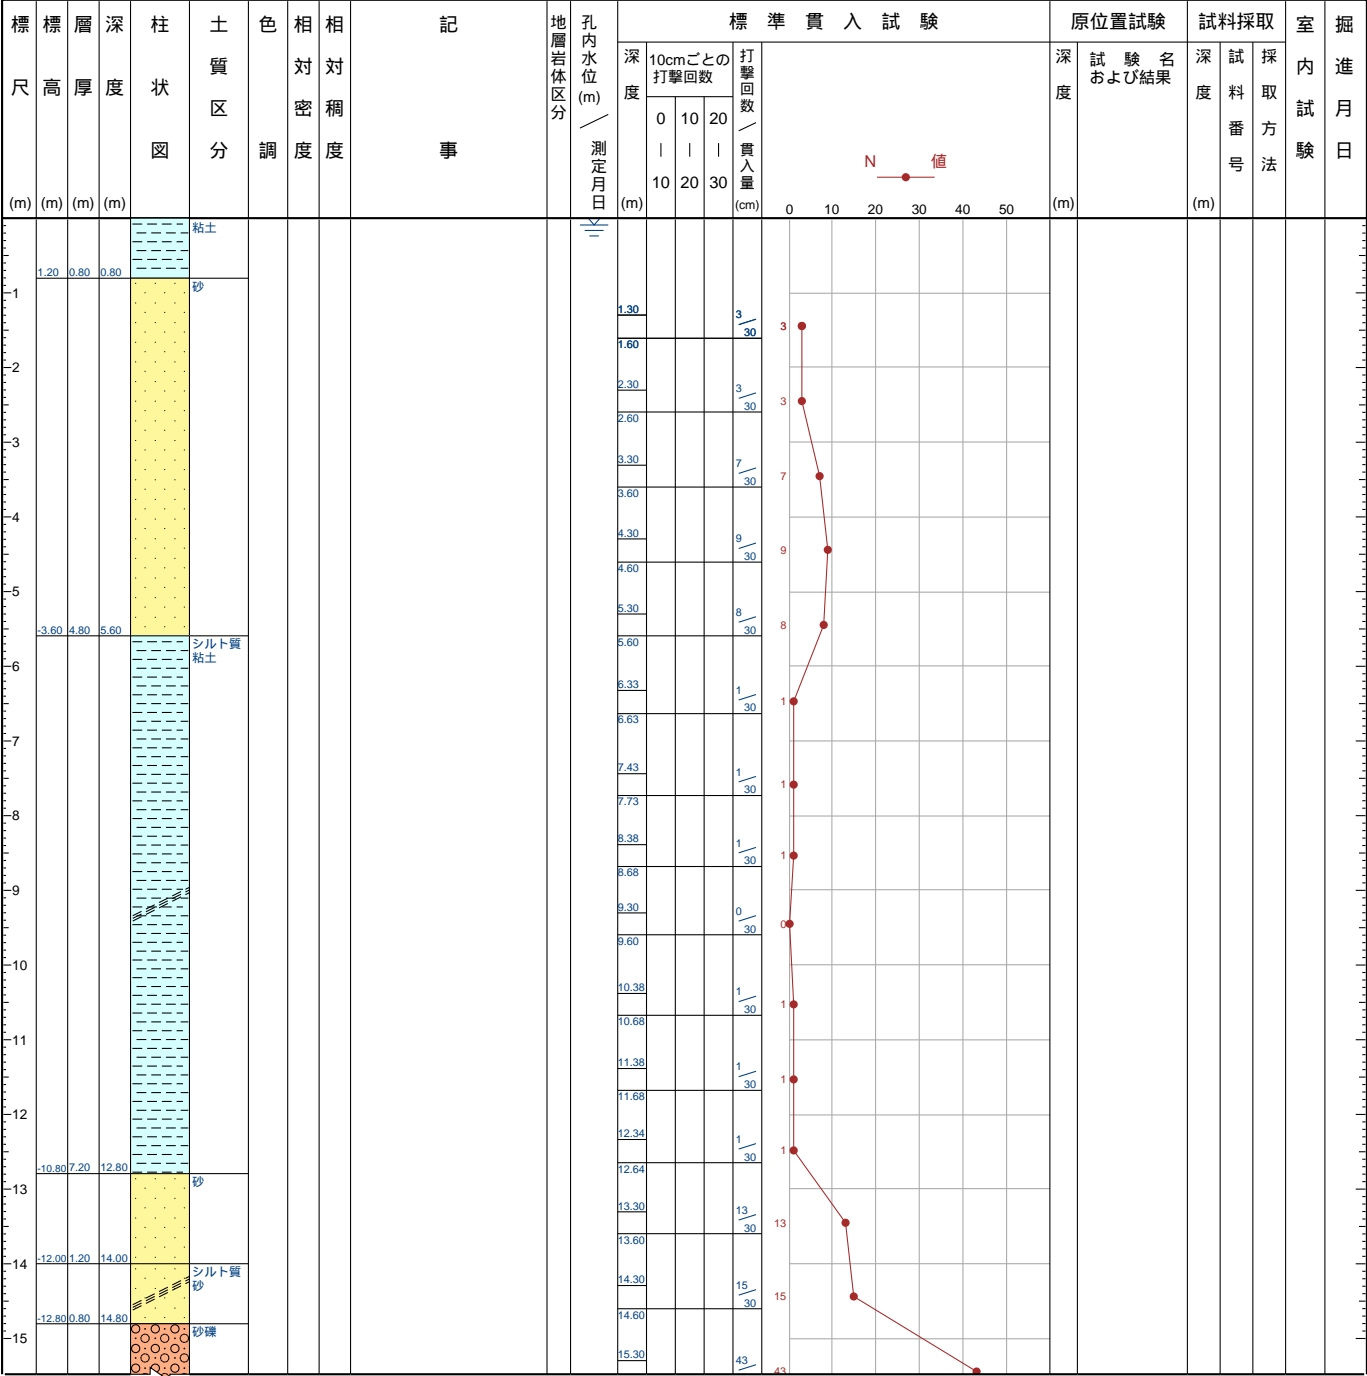 標尺(m)
標高(m)
層厚(m)
深度(m)
柱状図
土質区分
色調
相対密度
相対稠度
記事
地層岩体区分
孔内水位(m)／測定月日
標準貫入試験
深度(m)
10cmごとの
打撃回数
0 10 20
| | |
10 20 30
打撃回数／貫入量(cm)
N 値
0 10 20 30 40 50
原位置試験
深度(m)
試験名
および結果
試料採取
深度(m)
試料番号
採取方法
室内試験
掘進月日
粘土
1.20 0.80 0.80
砂
1
1.30 3/30 3
1.60
2
2.30 3/30 3
2.60
3
3.30 7/30 7
3.60
4
4.30 9/30 9
4.60
5
5.30 8/30 8
-3.60 4.80 5.60
シルト質
粘土
5.60
6
6.33 1/30 1
6.63
7
7.43 1/30 1
7.73
8
8.38 1/30 1
8.68
9
9.30 0/30 0
9.60
10
10.38 1/30 1
10.68
11
11.38 1/30 1
11.68
12
12.34 1/30 1
12.64
-10.80 7.20 12.80
砂
13
13.30 13/30 13
13.60
-12.00 1.20 14.00
14
シルト質
砂
14.30 15/30 15
14.60
-12.80 0.80 14.80
砂礫
15
15.30 43/ 43